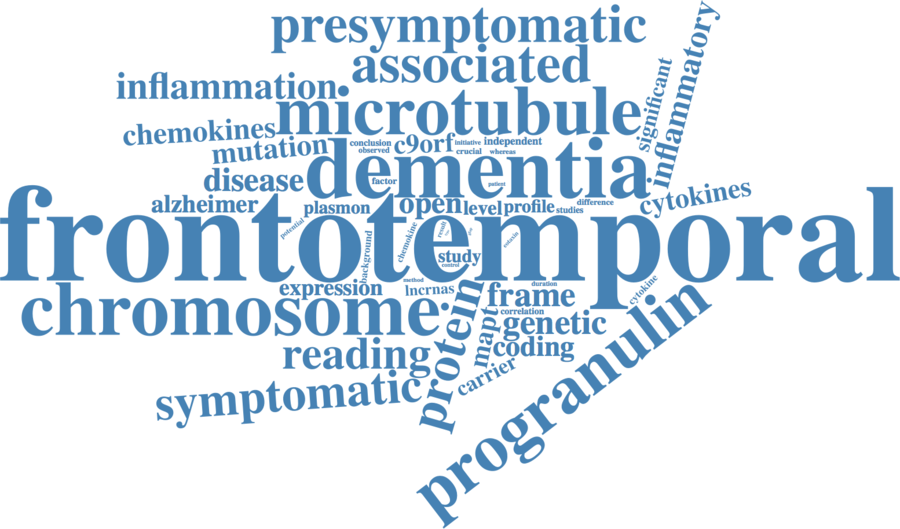 presymptomatic
associated
inflammation
microtubule
significant
inflammatory
chemokines
mutation
conclusion
observed
c9orf
initiative
crucial
independent
whereas
disease
dementia
factor
patient
alzheimer
plasmon
open
level
profile
studies
difference
cytokines
frontotemporal
potential
background
chemokine
result
eotaxin
study
control
method
expression
lncrnas
duration
cytokine
chromosome
protein
frame
correlation
mapt
genetic
reading
coding
carrier
symptomatic
progranulin